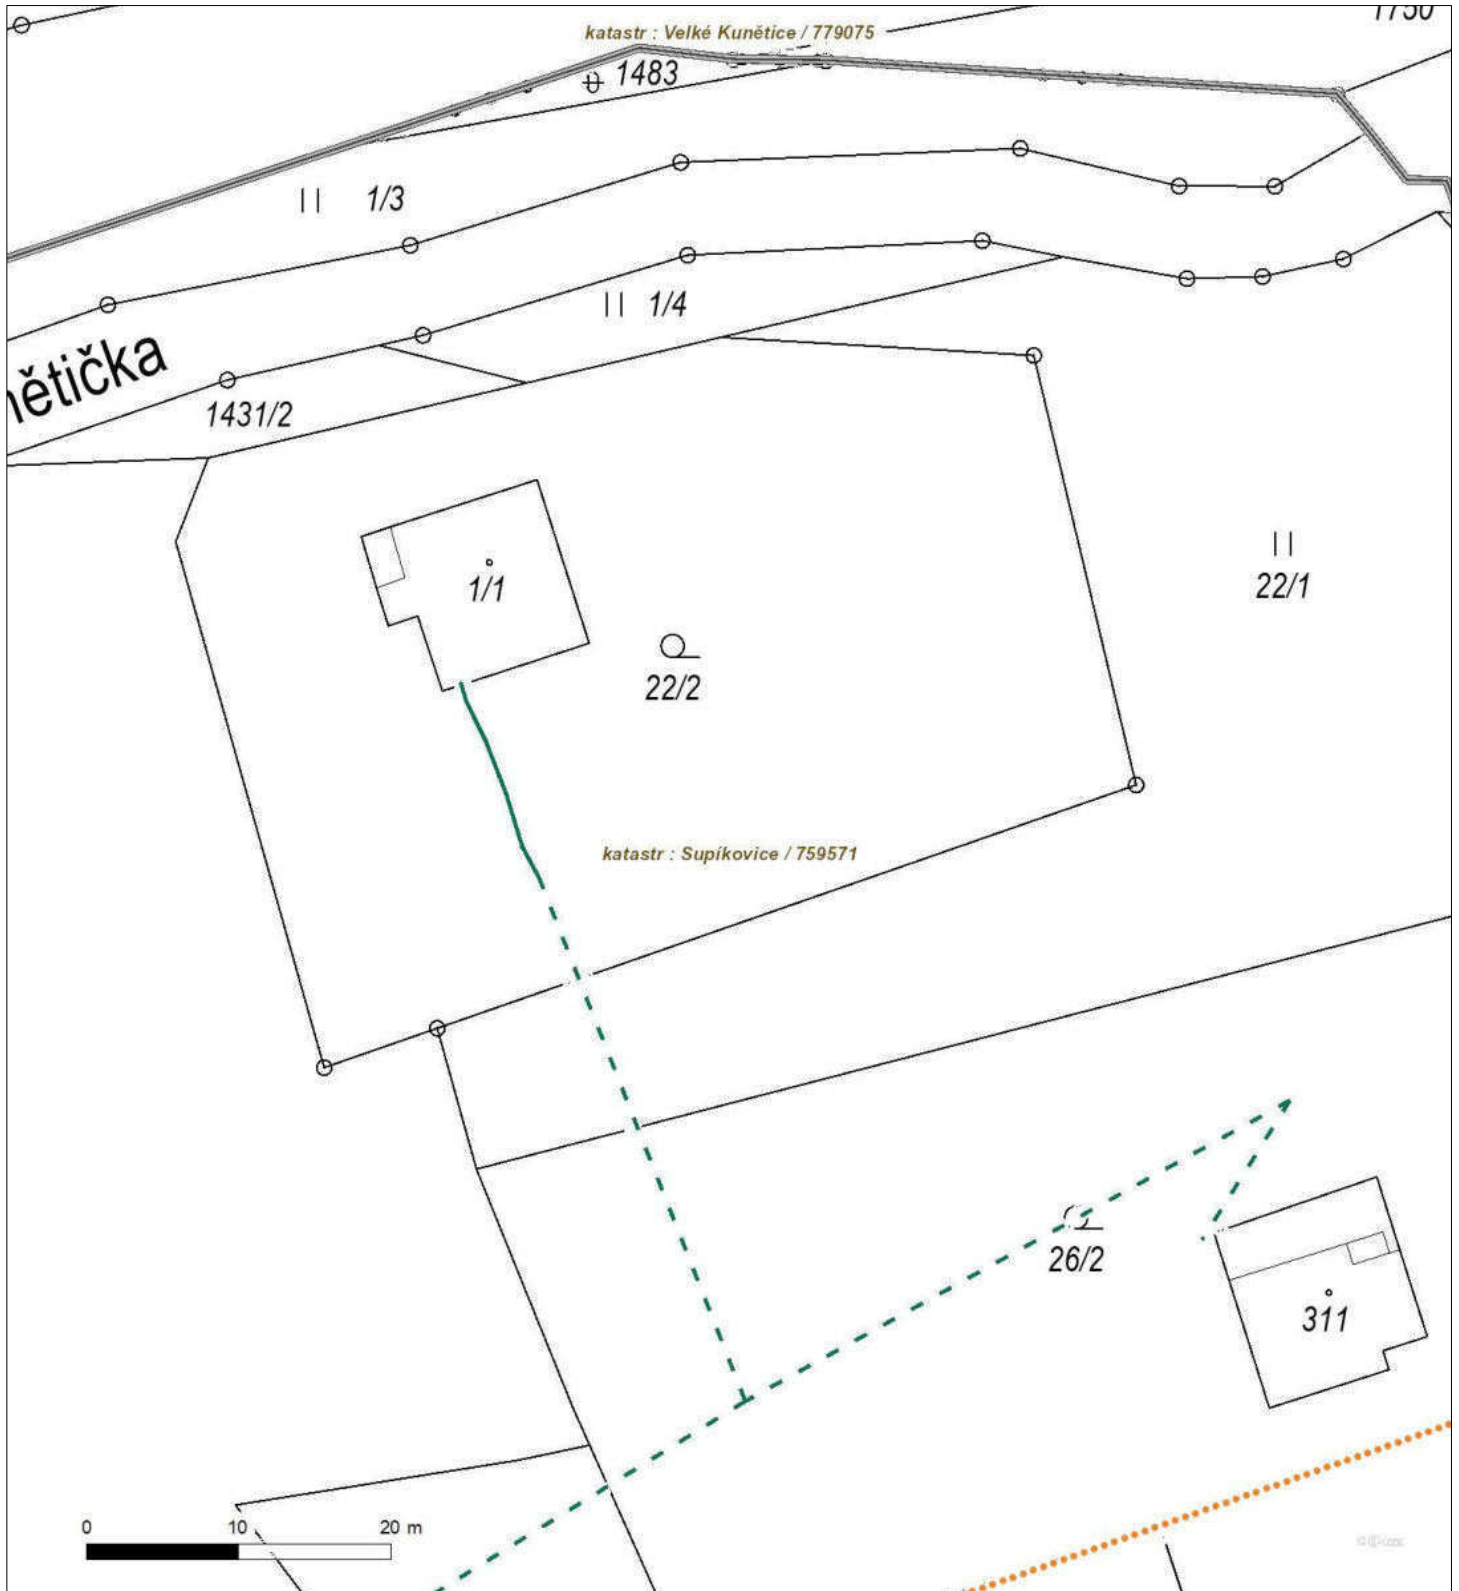 1750
katastr : Velké Kunětice / 779075
1483
1/3
1/4
nětička
1431/2
1/1
22/1
22/2
katastr : Supíkovice / 759571
26/2
311
0 10 20 m